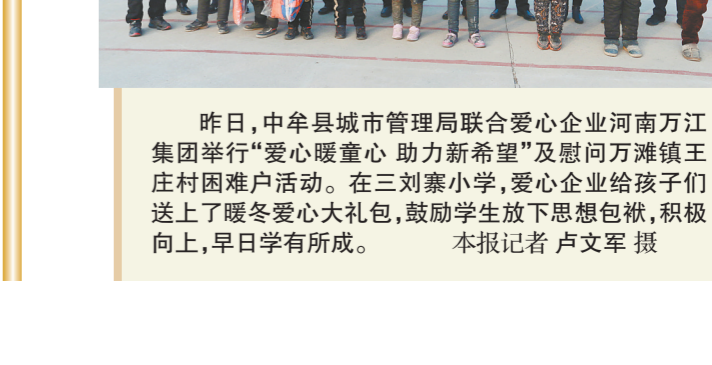 昨日,中牟县城市管理局联合爱心企业河南万江
集团举行“爱心暖童心 助力新希望”及慰问万滩镇王
庄村困难户活动。在三刘寨小学,爱心企业给孩子们
送上了暖冬爱心大礼包,鼓励学生放下思想包袱,积极
向上,早日学有所成。 本报记者 卢文军 摄